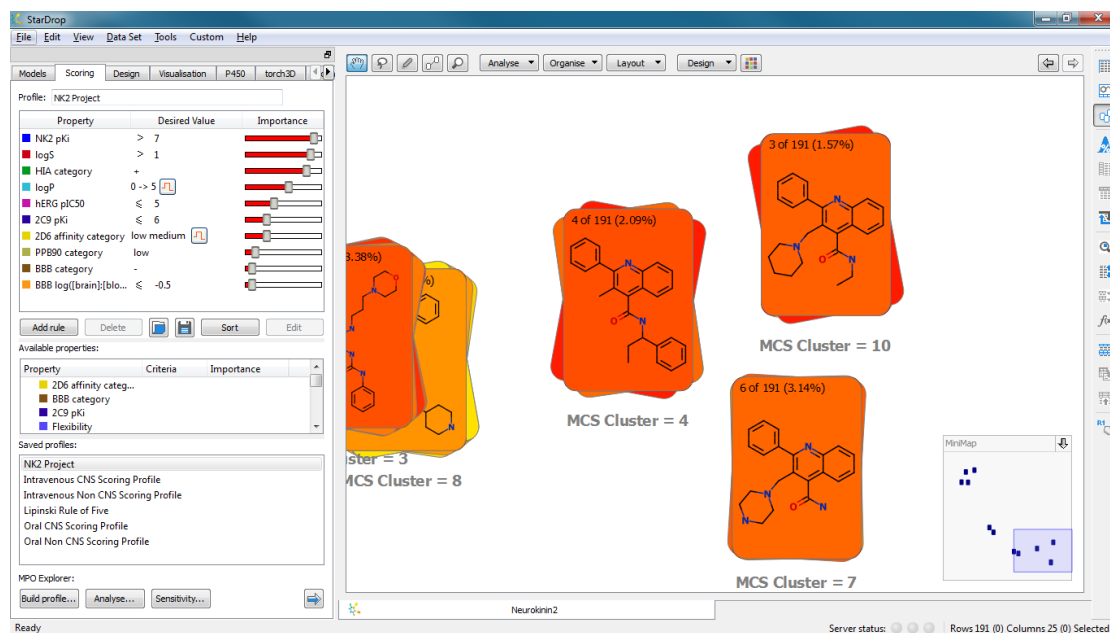 StarDrop
File Edit View Data Set Tools Custom Help
Models Scoring Design Visualisation P450 torch3D
Analyse Organise Layout Design
Profile: NK2 Project
Property Desired Value Importance
NK2 pKi > 7
logS > 1
HIA category +
logP 0 -> 5
hERG pIC50 ≤ 5
2C9 pKi ≤ 6
2D6 affinity category low medium
PPB90 category low
BBB category -
BBB log([brain]:[blo... ≤ -0.5
Add rule Delete Sort Edit
Available properties:
Property Criteria Importance
2D6 affinity categ...
BBB category
2C9 pKi
Flexibility
Saved profiles:
NK2 Project
Intravenous CNS Scoring Profile
Intravenous Non CNS Scoring Profile
Lipinski Rule of Five
Oral CNS Scoring Profile
Oral Non CNS Scoring Profile
MPO Explorer:
Build profile... Analyse... Sensitivity...
Ready
3 of 191 (1.57%)
N
N
O
N
MCS Cluster = 10
4 of 191 (2.09%)
N
O
N
MCS Cluster = 4
.38%)
%)
O
N
N
N
uster = 3
MCS Cluster = 8
6 of 191 (3.14%)
N
N
N
O
N
MCS Cluster = 7
MiniMap
f(x)
R1
Neurokinin2
Server status: Rows 191 (0) Columns 25 (0) Selected